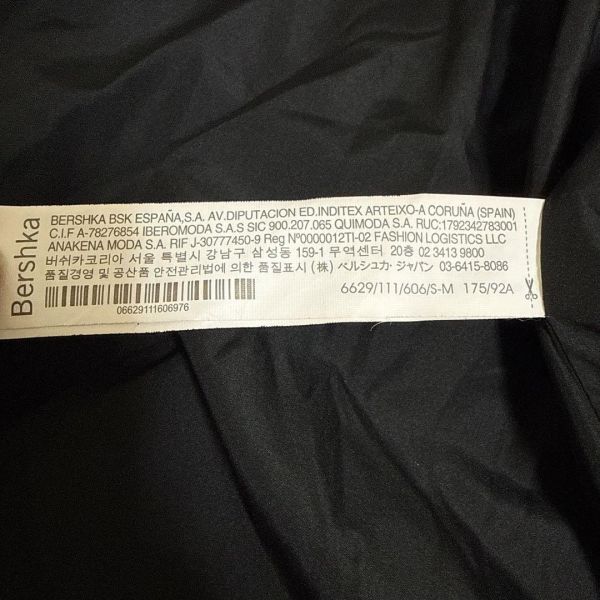 Bershka
BERSHKA BSK ESPAÑA,S.A. AV.DIPUTACION ED.INDITEX ARTEIXO-A CORUÑA (SPAIN)
C.I.F A-78276854 IBEROMODA S.A.S SIC 900.207.065 QUIMODA S.A. RUC:1792342783001
ANAKENA MODA S.A. RIF J-30777450-9 Reg Nº0000012TI-02 FASHION LOGISTICS LLC
버쉬카코리아 서울 특별시 강남구 삼성동 159-1 무역센터 20층 02 3413 9800
품질경영 및 공산품 안전관리법에 의한 품질표시 (株) ベルシュカ・ジャパン 03-6415-8086
6629/111/606/S-M 175/92A
06629111606976